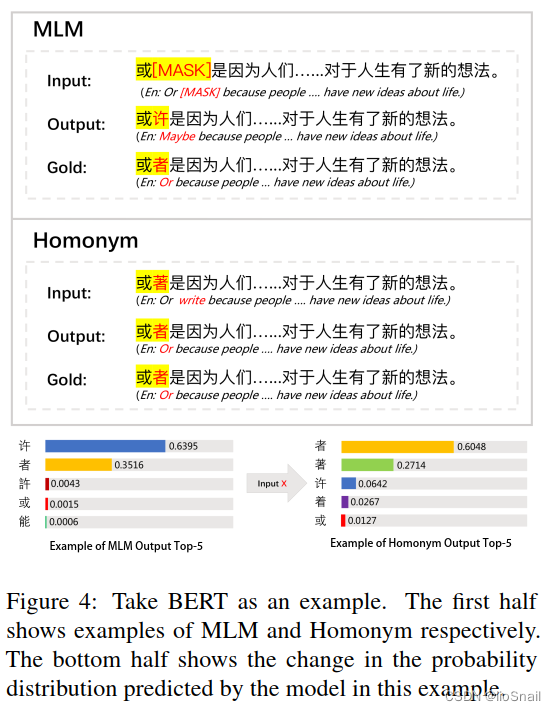 MLM
Input: 或[MASK]是因为人们…...对于人生有了新的想法。
(En: Or [MASK] because people .... have new ideas about life.)
Output: 或许是因为人们…...对于人生有了新的想法。
(En: Maybe because people .... have new ideas about life.)
Gold: 或者是因为人们…...对于人生有了新的想法。
(En: Or because people ... have new ideas about life.)
Homonym
Input: 或著是因为人们…...对于人生有了新的想法。
(En: Or write because people .... have new ideas about life.)
Output: 或者是因为人们…...对于人生有了新的想法。
(En: Or because people .... have new ideas about life.)
Gold: 或者是因为人们…...对于人生有了新的想法。
(En: Or because people .... have new ideas about life.)
许 0.6395
者 0.3516
許 0.0043
或 0.0015
能 0.0006
Example of MLM Output Top-5
Input X
者 0.6048
著 0.2714
许 0.0642
着 0.0267
或 0.0127
Example of Homonym Output Top-5
Figure 4: Take BERT as an example. The first half
shows examples of MLM and Homonym respectively.
The bottom half shows the change in the probability
distribution predicted by the model in this example.
CSDN @iioSnail